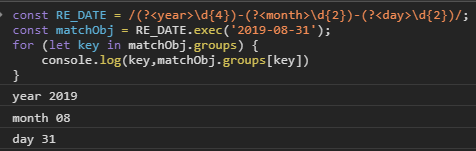 const RE_DATE = /(?<year>\d{4})-(?<month>\d{2})-(?<day>\d{2})/;
const matchObj = RE_DATE.exec('2019-08-31');
for (let key in matchObj.groups) {
    console.log(key,matchObj.groups[key])
}
year 2019
month 08
day 31